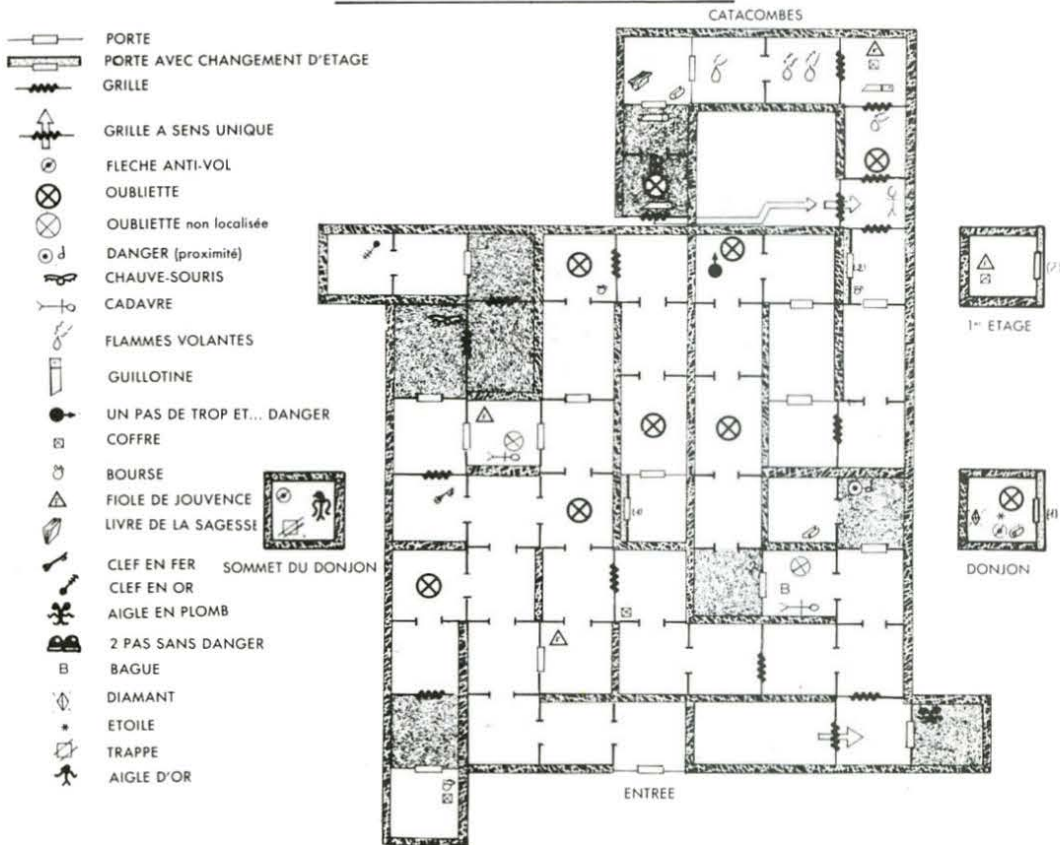 CATACOMBES
PORTE
PORTE AVEC CHANGEMENT D'ETAGE
GRILLE
GRILLE A SENS UNIQUE
FLECHE ANTI-VOL
OUBLIETTE
OUBLIETTE non localisée
DANGER (proximité)
CHAUVE-SOURIS
CADAVRE
FLAMMES VOLANTES
GUILLOTINE
UN PAS DE TROP ET... DANGER
COFFRE
BOURSE
FIOLE DE JOUVENCE
LIVRE DE LA SAGESSE
CLEF EN FER
CLEF EN OR
AIGLE EN PLOMB
2 PAS SANS DANGER
B BAGUE
DIAMANT
ETOILE
TRAPPE
AIGLE D'OR
SOMMET DU DONJON
1er ETAGE
DONJON
d
B
ENTREE